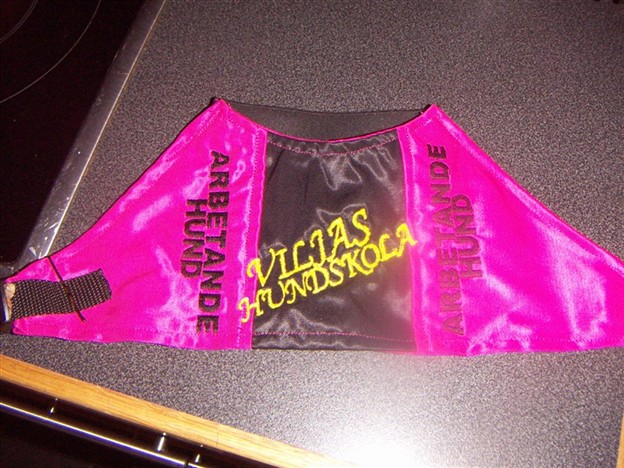 ARBETANDE
HUND
VILJAS
HUNDSKOLA
ARBETANDE
HUND